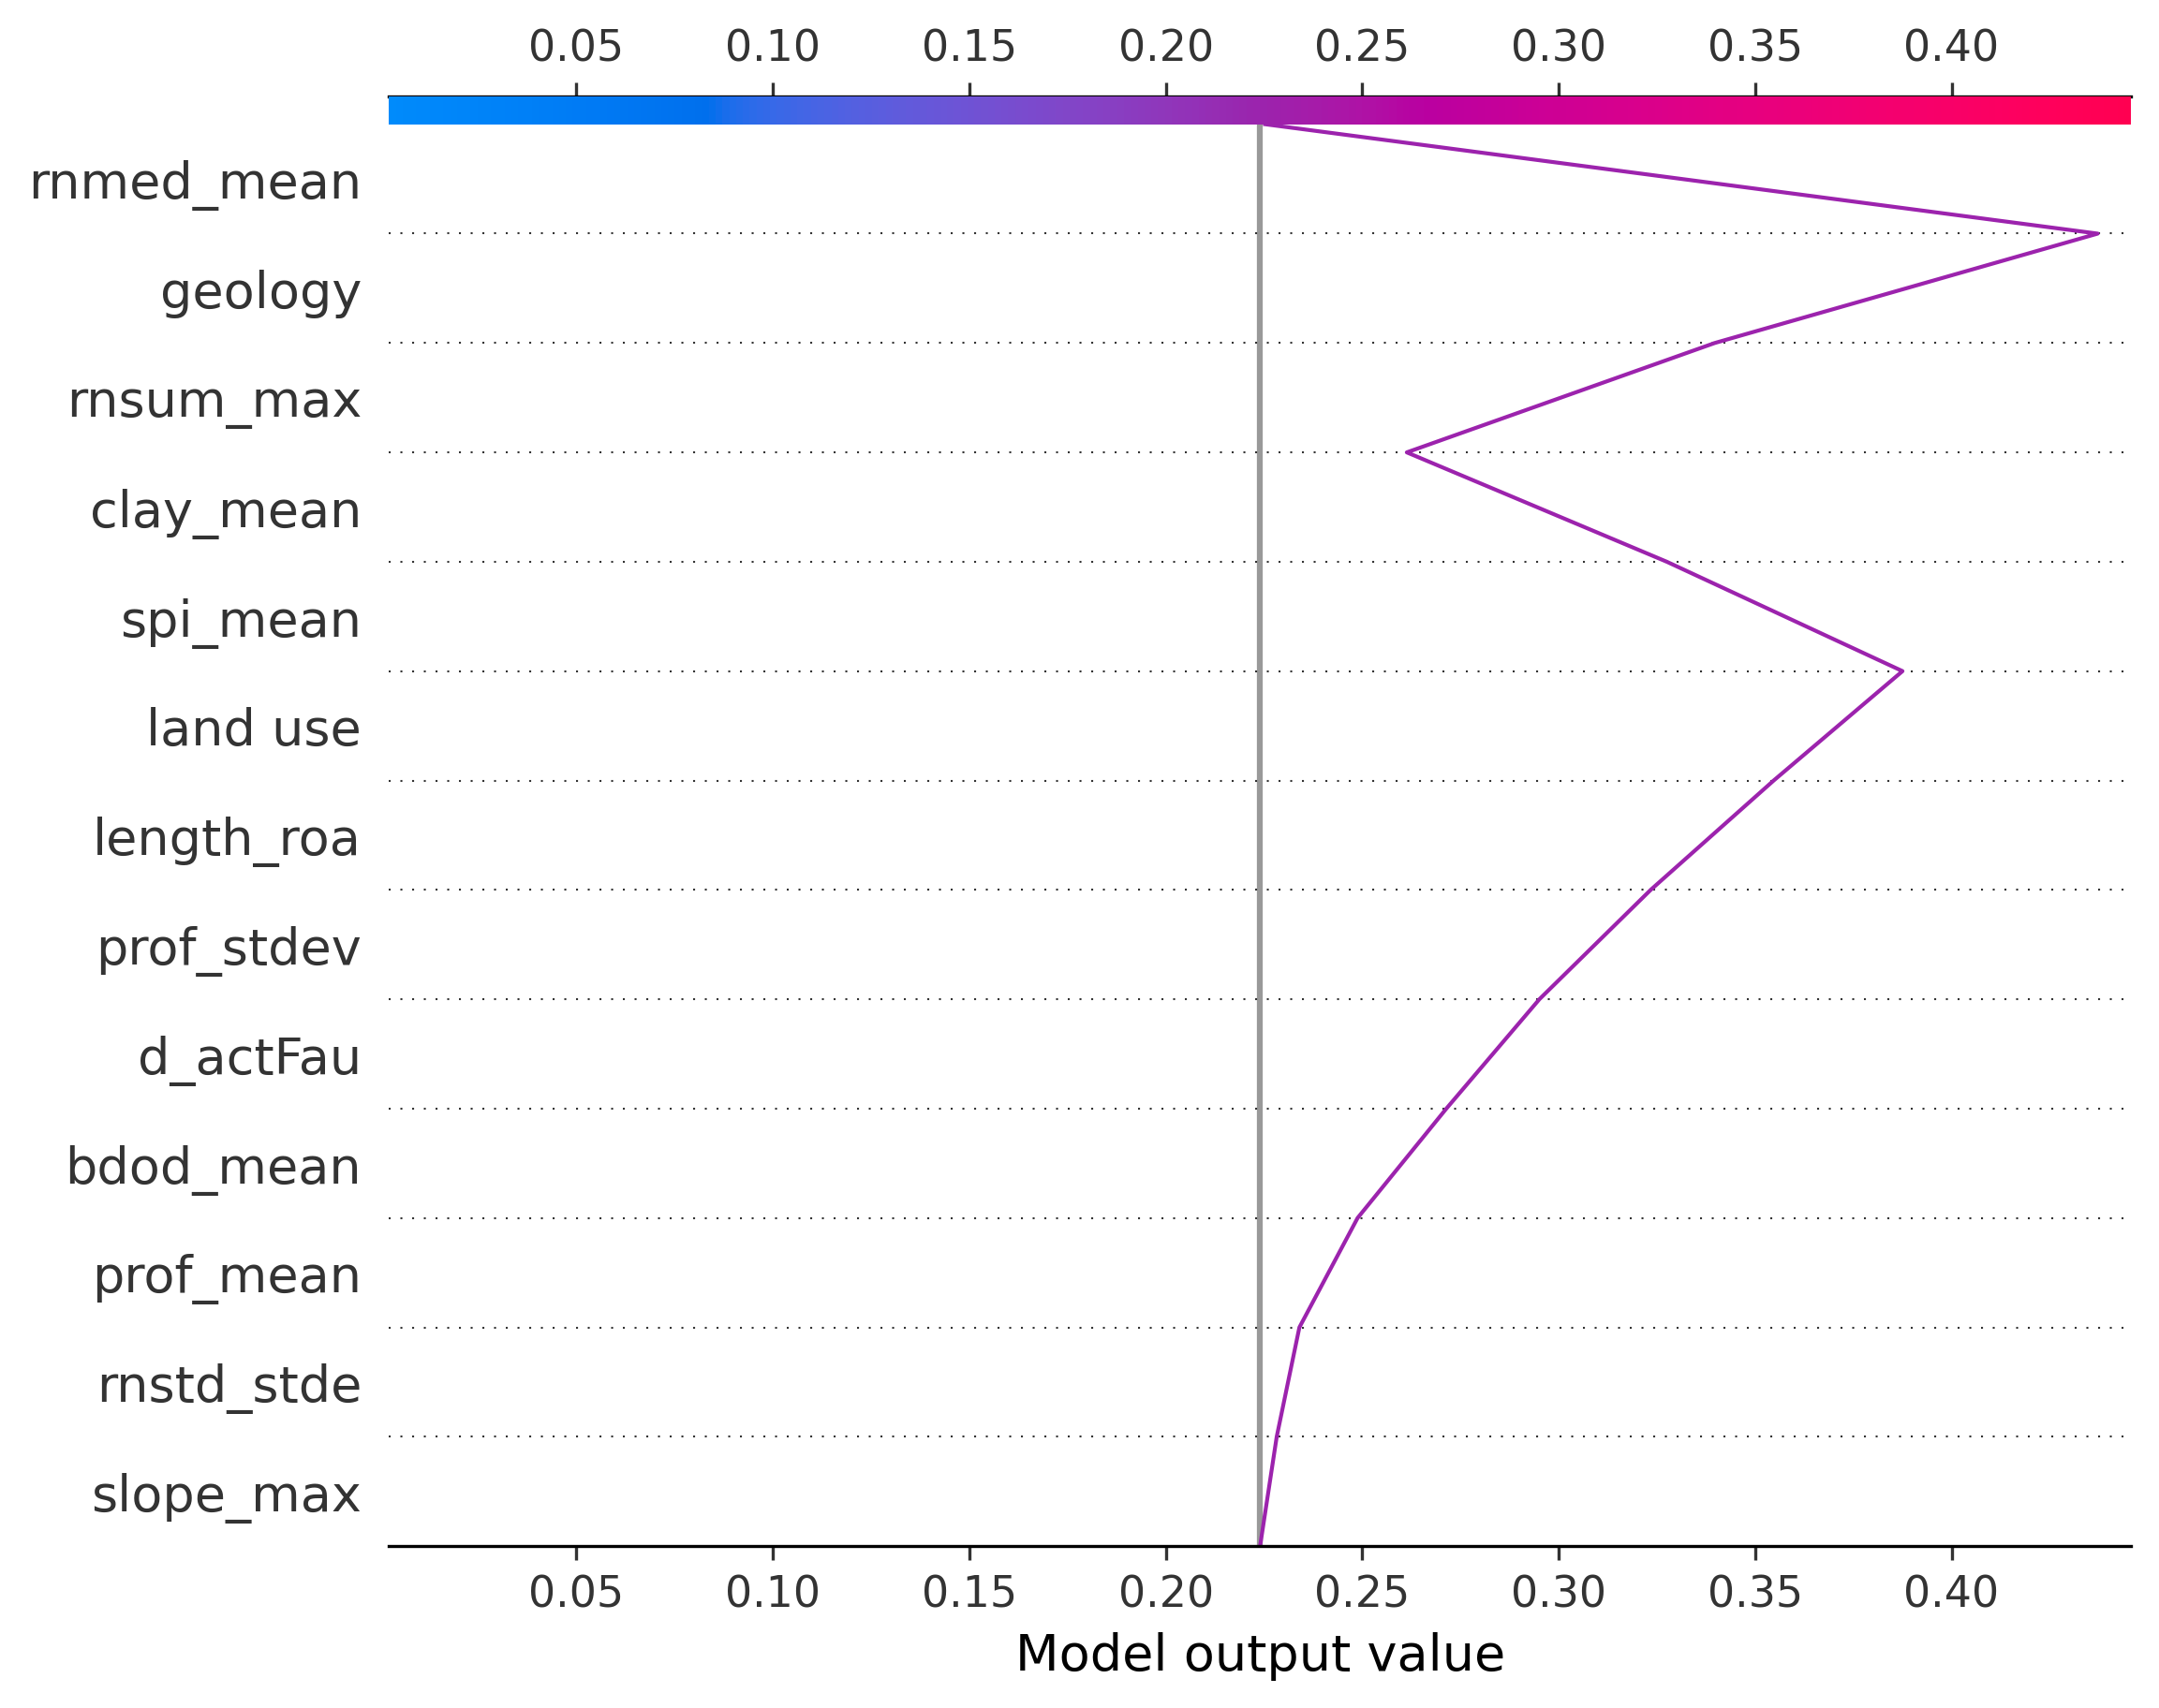 0.05 0.10 0.15 0.20 0.25 0.30 0.35 0.40
rnmed_mean
geology
rnsum_max
clay_mean
spi_mean
land use
length_roa
prof_stdev
d_actFau
bdod_mean
prof_mean
rnstd_stde
slope_max
0.05 0.10 0.15 0.20 0.25 0.30 0.35 0.40
Model output value